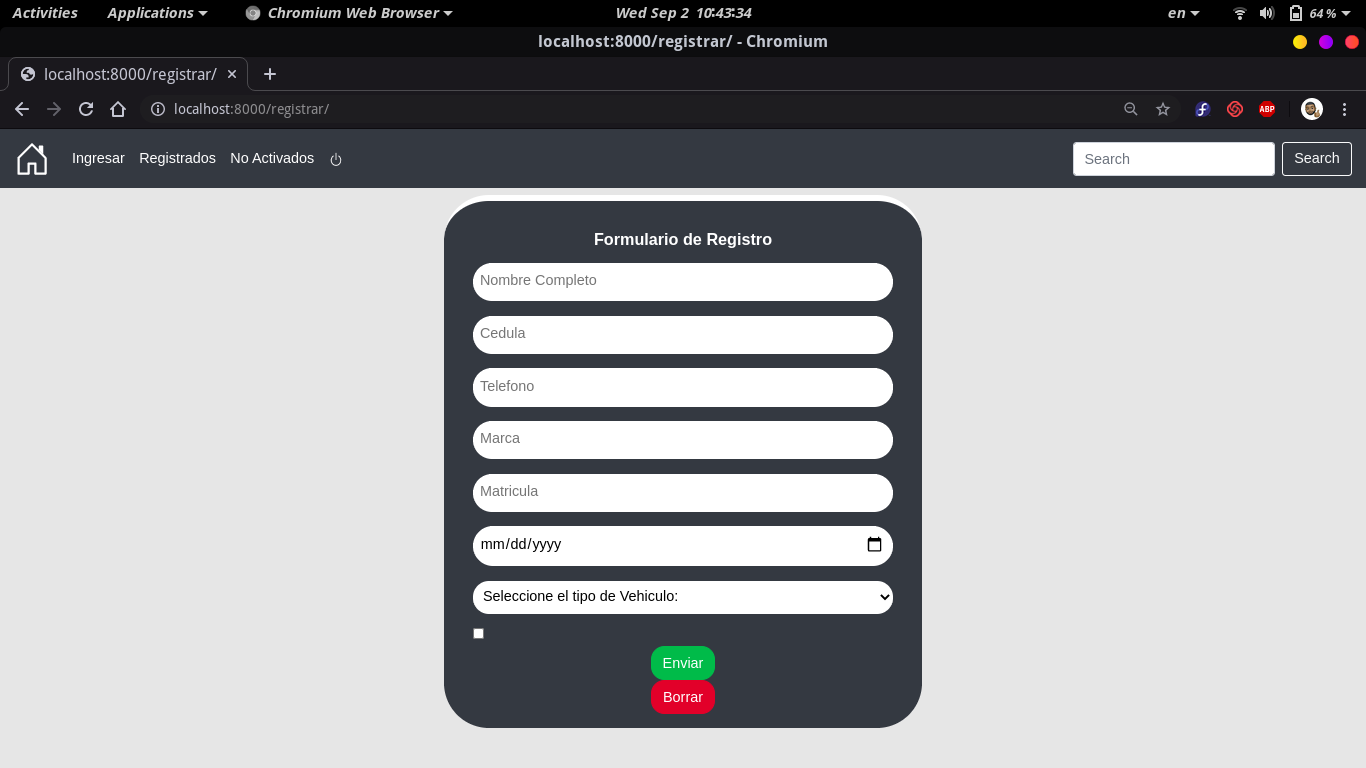 Activities Applications Chromium Web Browser Wed Sep 2 10:43:34 en 64 %
localhost:8000/registrar/ - Chromium
localhost:8000/registrar/
localhost:8000/registrar/ ABP
Ingresar Registrados No Activados Search Search
Formulario de Registro
Nombre Completo
Cedula
Telefono
Marca
Matricula
mm/dd/yyyy
Seleccione el tipo de Vehiculo:
Enviar
Borrar